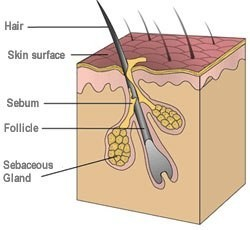 Hair
Skin surface
Sebum
Follicle
Sebaceous
Gland